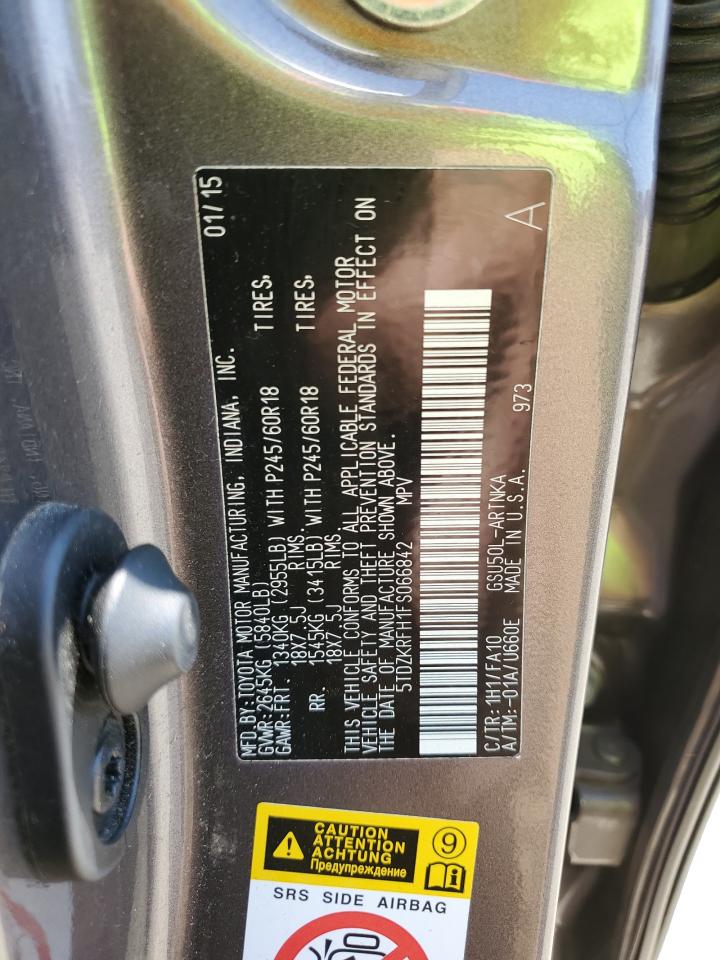 MFD.BY:TOYOTA MOTOR MANUFACTURING, INDIANA, INC. 01/15
GVWR:2645KG (5840LB)
GAWR:FRT. 1340KG (2955LB) WITH P245/60R18 TIRES,
18X7.5J RIMS.
RR. 1545KG (3415LB) WITH P245/60R18 TIRES,
18X7.5J RIMS.
THIS VEHICLE CONFORMS TO ALL APPLICABLE FEDERAL MOTOR
VEHICLE SAFETY AND THEFT PREVENTION STANDARDS IN EFFECT ON
THE DATE OF MANUFACTURE SHOWN ABOVE.
5TDZKRFH1FS066842 MPV
C/TR:1H1/FA10 GSU50L-ARTNKA 973 A
A/TM:-01A/U660E MADE IN U.S.A.
CAUTION
ATTENTION
ACHTUNG
Предупреждение
9
SRS SIDE AIRBAG